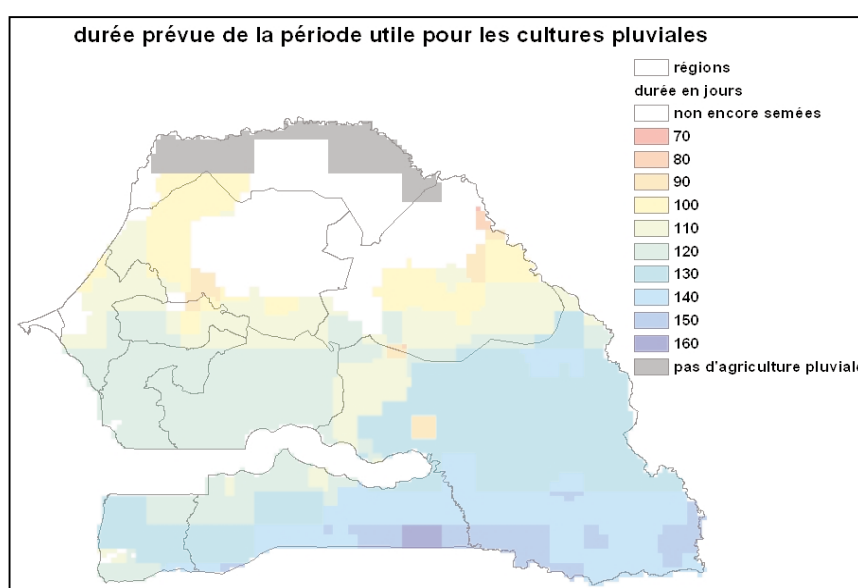 durée prévue de la période utile pour les cultures pluviales
régions
durée en jours
non encore semées
70
80
90
100
110
120
130
140
150
160
pas d'agriculture pluviale